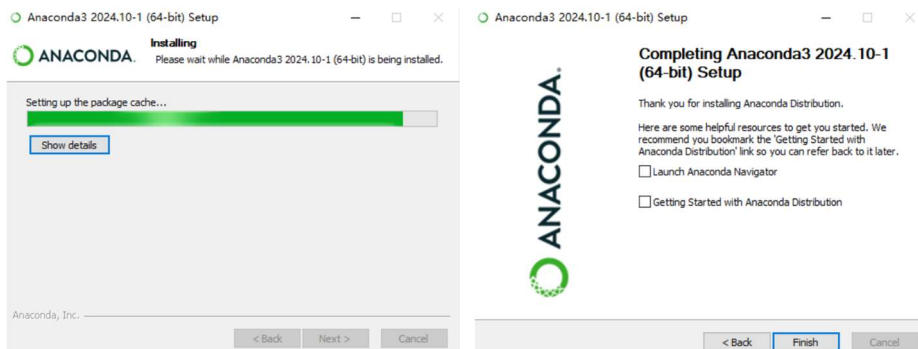 Anaconda3 2024.10-1 (64-bit) Setup
ANACONDA.
Installing
Please wait while Anaconda3 2024.10-1 (64-bit) is being installed.
Setting up the package cache...
Show details
Anaconda, Inc.
< Back
Next >
Cancel
Anaconda3 2024.10-1 (64-bit) Setup
ANACONDA.
Completing Anaconda3 2024.10-1
(64-bit) Setup
Thank you for installing Anaconda Distribution.
Here are some helpful resources to get you started. We
recommend you bookmark the 'Getting Started with
Anaconda Distribution' link so you can refer back to it later.
Launch Anaconda Navigator
Getting Started with Anaconda Distribution
< Back
Finish
Cancel